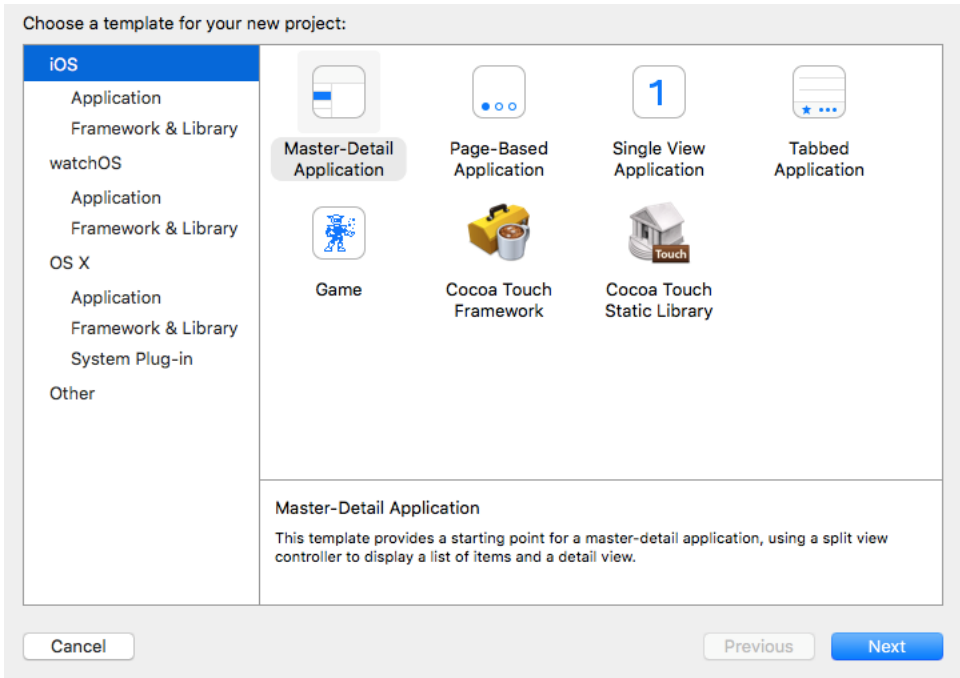 Choose a template for your new project:
iOS
Application
Framework & Library
watchOS
Application
Framework & Library
OS X
Application
Framework & Library
System Plug-in
Other
Master-Detail
Application
Page-Based
Application
1
Single View
Application
Tabbed
Application
Game
Cocoa Touch
Framework
Touch
Cocoa Touch
Static Library
Master-Detail Application
This template provides a starting point for a master-detail application, using a split view
controller to display a list of items and a detail view.
Cancel
Previous
Next